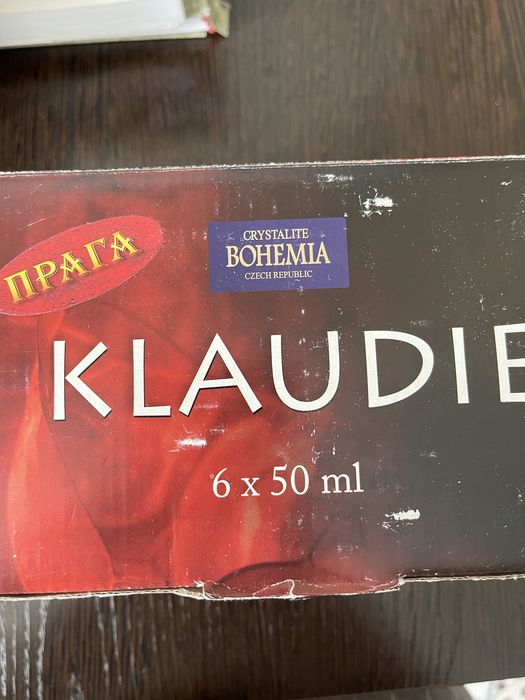 ПРАГА
CRYSTALITE
BOHEMIA
CZECH REPUBLIC
KLAUDIE
6 x 50 ml